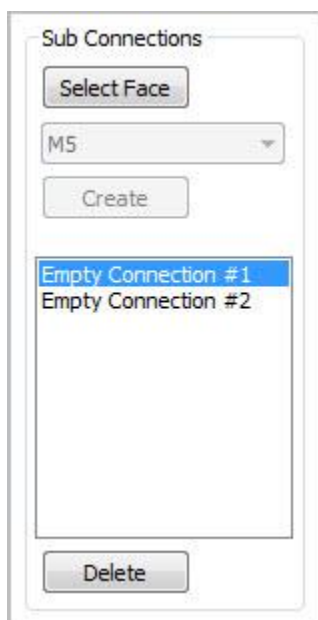 Sub Connections
Select Face
M5
Create
Empty Connection #1
Empty Connection #2
Delete